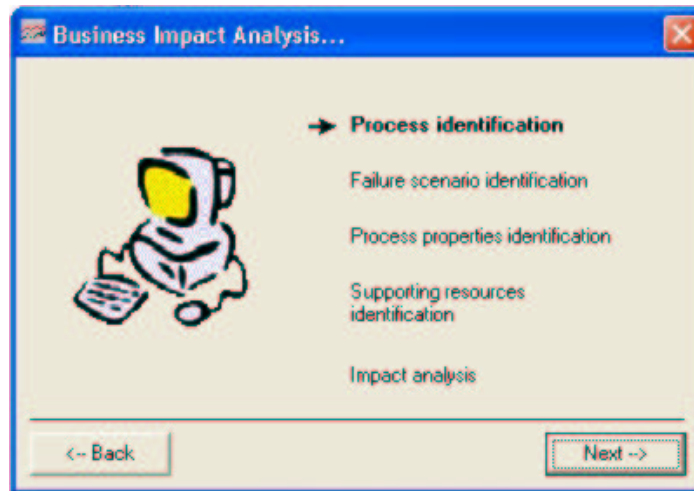 Business Impact Analysis...
Process identification
Failure scenario identification
Process properties identification
Supporting resources
identification
Impact analysis
<-- Back
Next -->